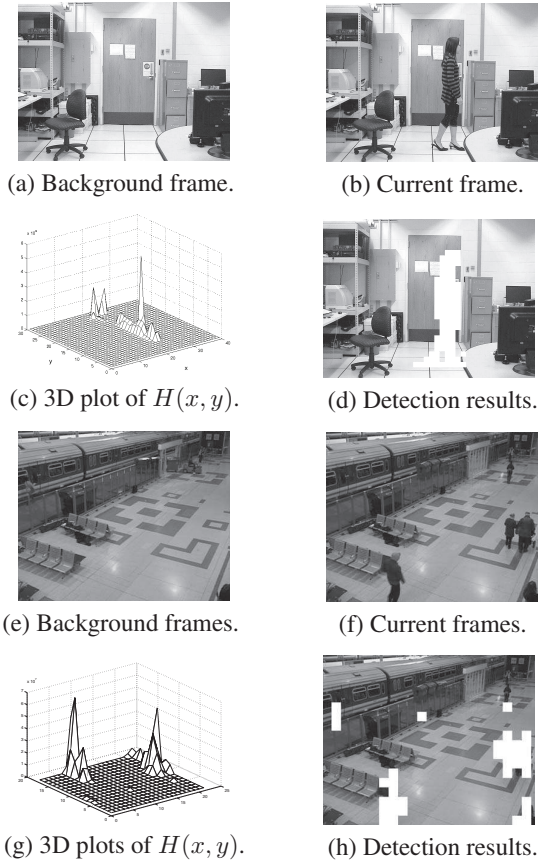 (a) Background frame.
(b) Current frame.
(c) 3D plot of H(x, y).
(d) Detection results.
(e) Background frames.
(f) Current frames.
(g) 3D plots of H(x, y).
(h) Detection results.